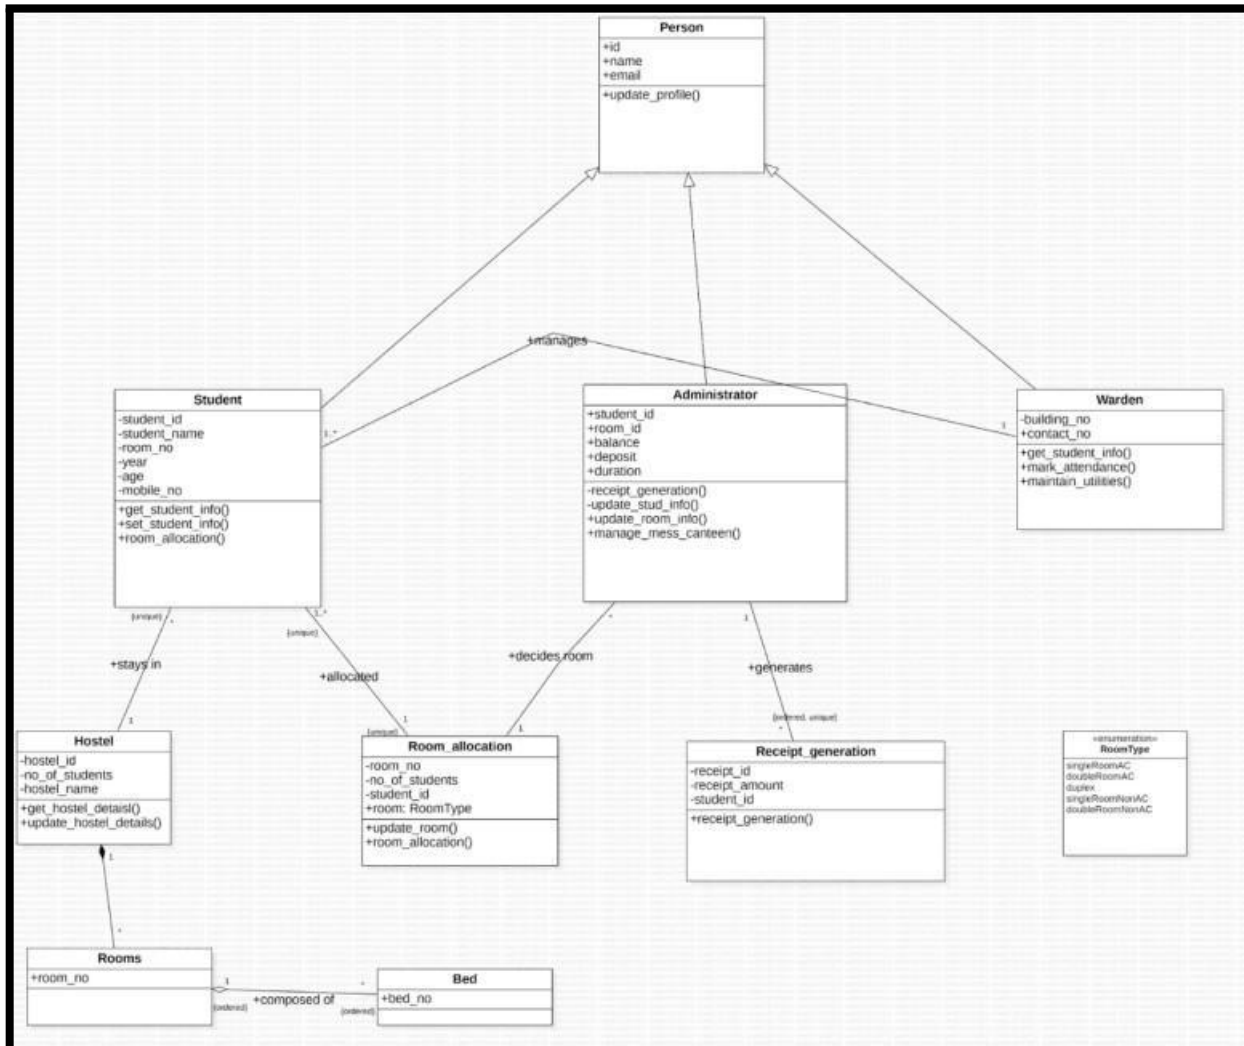 Person
+id
+name
+email
+update_profile()
+manages
Student
-student_id
-student_name
-room_no
-year
-age
-mobile_no
+get_student_info()
+set_student_info()
+room_allocation()
1..*
Administrator
+student_id
+room_id
+balance
+deposit
+duration
-receipt_generation()
-update_stud_info()
+update_room_info()
+manage_mess_canteen()
1
Warden
-building_no
+contact_no
+get_student_info()
+mark_attendance()
+maintain_utilities()
{unique}
*
+stays in
1
1..*
{unique}
+allocated
1
{unique}
*
+decides room
1
1
+generates
{ordered, unique}
*
Hostel
-hostel_id
-no_of_students
-hostel_name
+get_hostel_detaisl()
+update_hostel_details()
Room_allocation
-room_no
-no_of_students
-student_id
+room: RoomType
+update_room()
+room_allocation()
Receipt_generation
-receipt_id
-receipt_amount
-student_id
+receipt_generation()
«enumeration»
RoomType
singleRoomAC
doubleRoomAC
duplex
singleRoomNonAC
doubleRoomNonAC
1
*
Rooms
+room_no
1
{ordered}
+composed of
*
{ordered}
Bed
+bed_no